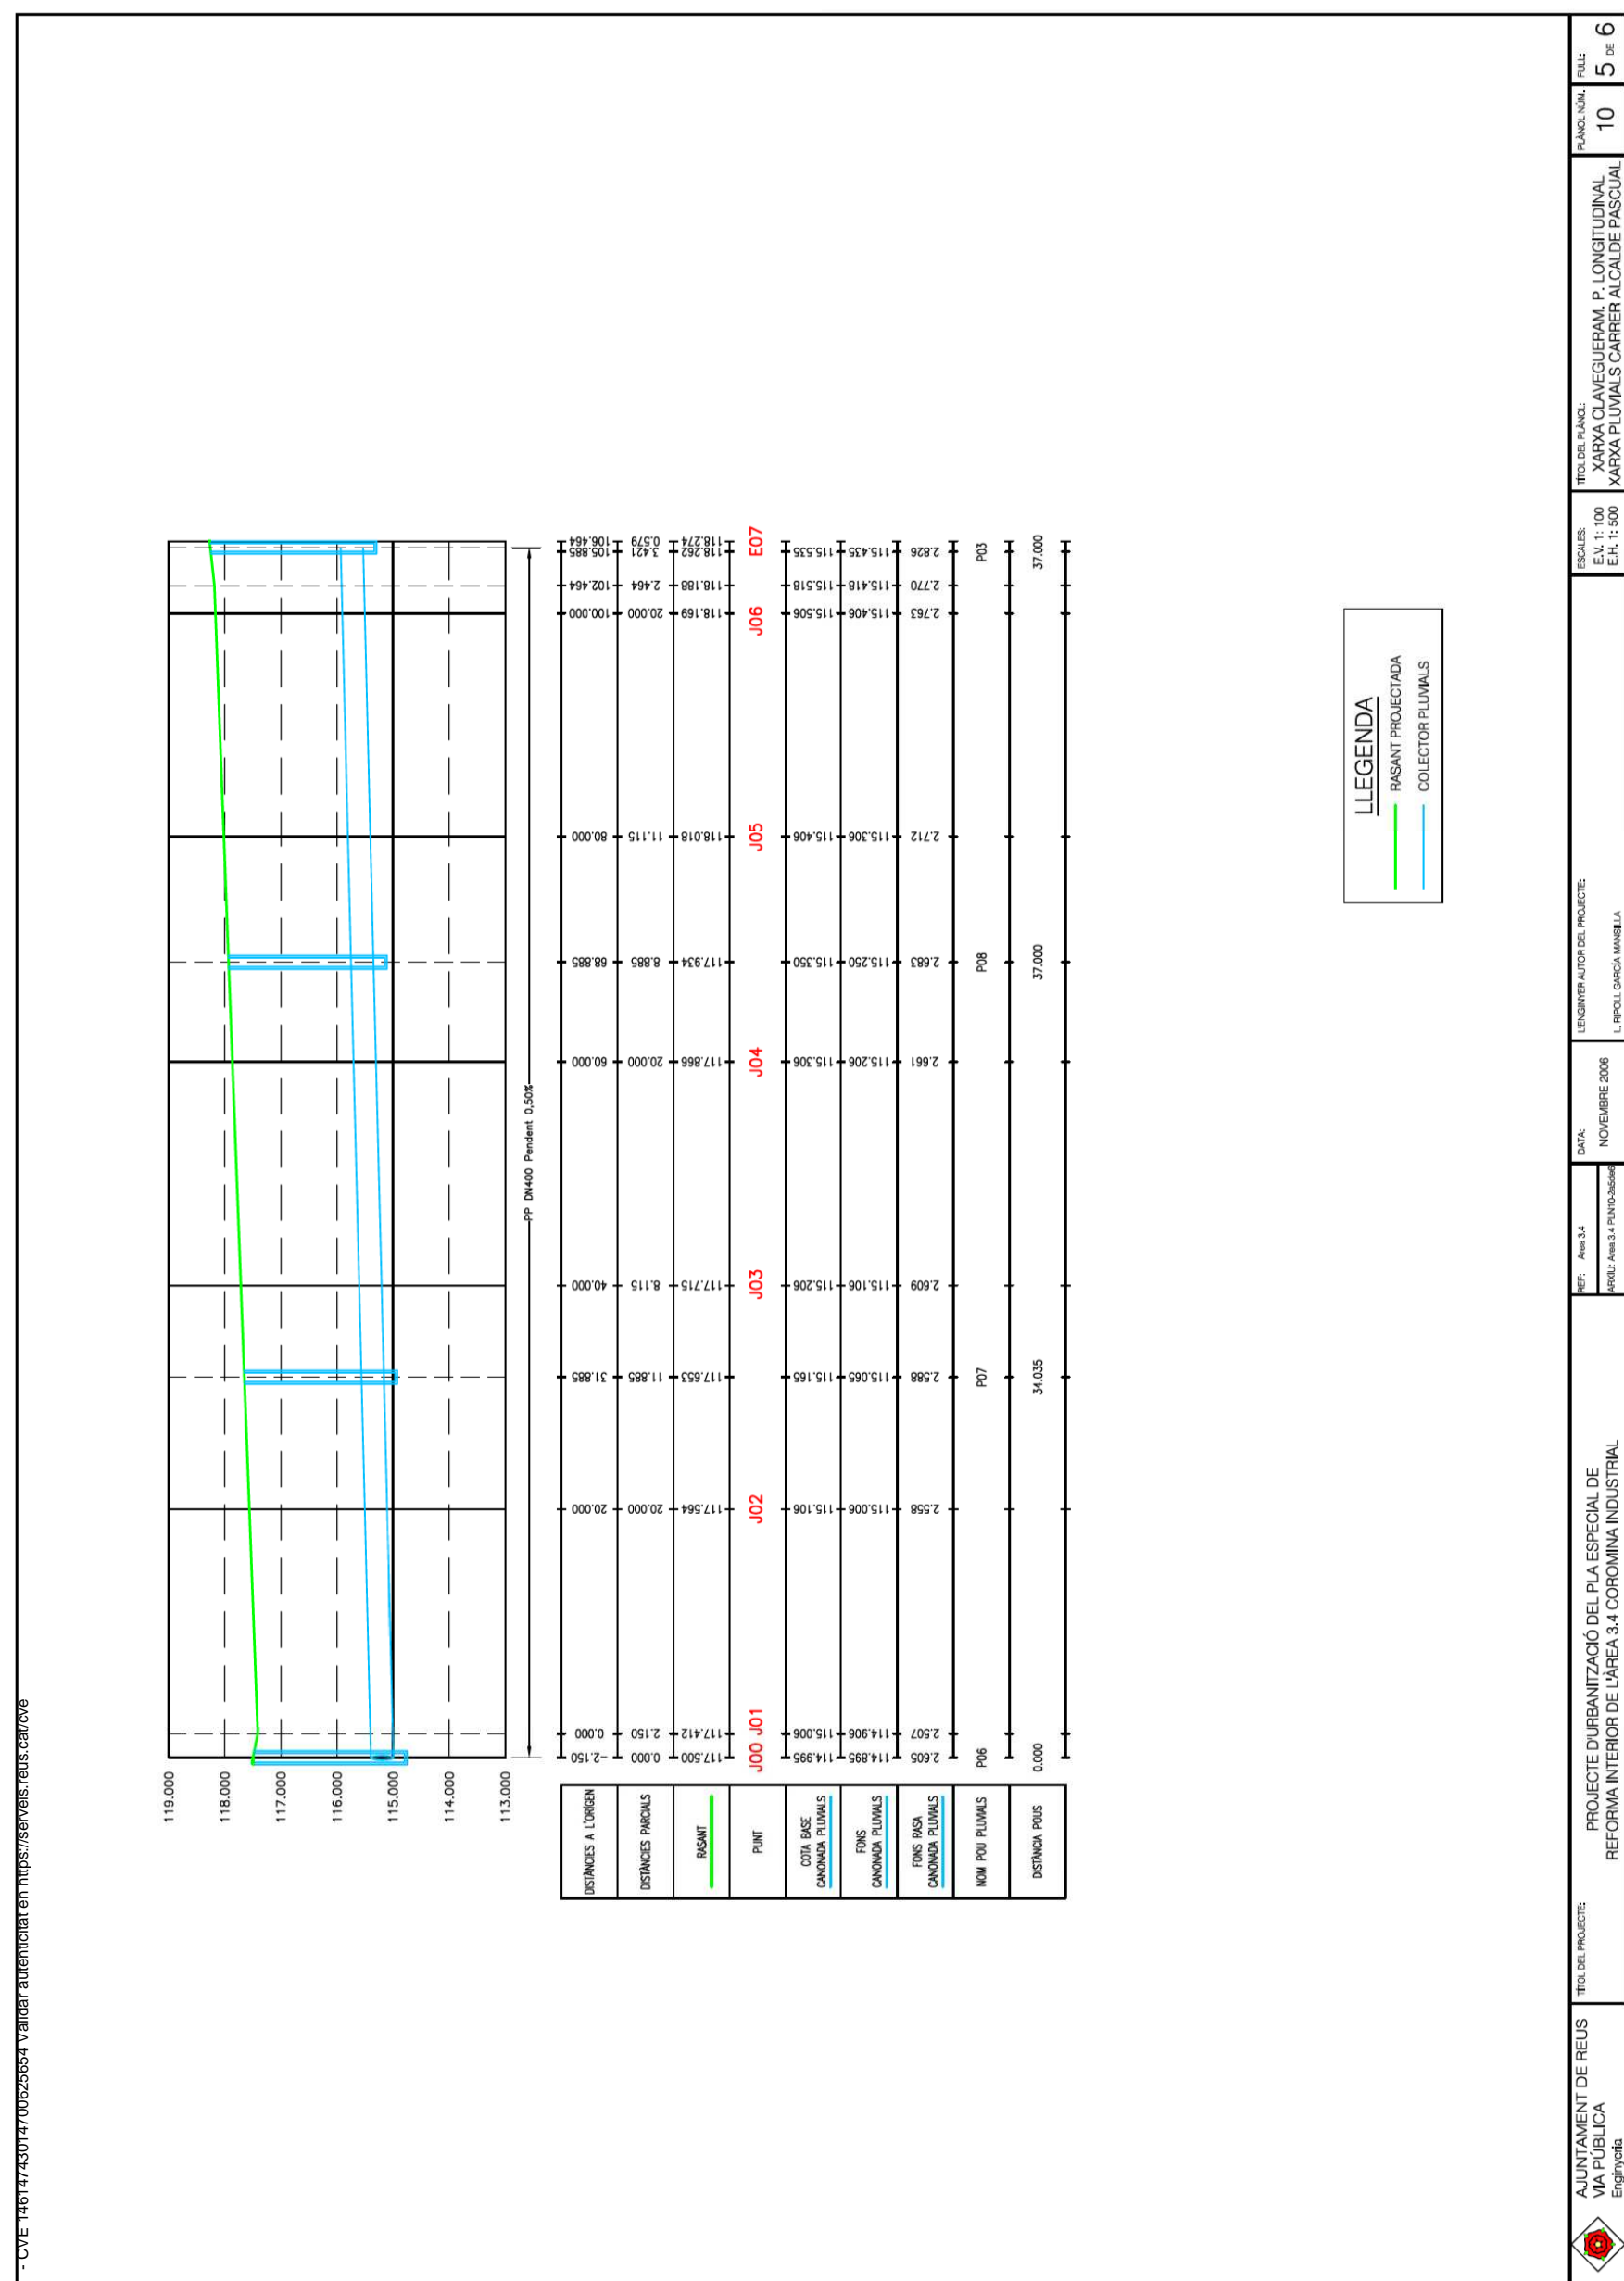 - CVE 14614743014700625654 Validar autenticitat en https://serveis.reus.cat/cve
119.000
118.000
117.000
116.000
115.000
114.000
113.000
PP DN400 Pendent 0,50%
DISTÀNCIES A L'ORÍGEN
-2.150 0.000 20.000 31.885 40.000 60.000 68.885 80.000 100.000 102.464 105.885 106.464
DISTÀNCIES PARCIALS
0.000 2.150 20.000 11.885 8.115 20.000 8.885 11.115 20.000 2.464 3.421 0.579
RASANT
117.500 117.412 117.564 117.653 117.715 117.866 117.934 118.018 118.169 118.188 118.262 118.274
PUNT
J00 J01 J02 J03 J04 J05 J06 E07
COTA BASE
CANONADA PLUVIALS
114.995 115.006 115.106 115.165 115.206 115.306 115.350 115.406 115.506 115.518 115.535
FONS
CANONADA PLUVIALS
114.895 114.906 115.006 115.065 115.106 115.206 115.250 115.306 115.406 115.418 115.435
FONS RASA
CANONADA PLUVIALS
2.605 2.507 2.558 2.588 2.609 2.661 2.683 2.712 2.763 2.770 2.826
NOM POU PLUVIALS
P06 P07 P08 P03
DISTÀNCIA POUS
0.000 34.035 37.000 37.000
LLEGENDA
RASANT PROJECTADA
COLECTOR PLUVIALS
AJUNTAMENT DE REUS
VIA PÚBLICA
Enginyeria
TÍTOL DEL PROJECTE:
PROJECTE D'URBANITZACIÓ DEL PLA ESPECIAL DE
REFORMA INTERIOR DE L'ÀREA 3.4 COROMINA INDUSTRIAL
REF: Area 3.4
ARXIU: Area 3.4 PLN10-2a5de6
DATA:
NOVEMBRE 2006
L'ENGINYER AUTOR DEL PROJECTE:
L. RIPOLL GARCÍA-MANSILLA
ESCALES:
E.V. 1: 100
E.H. 1: 500
TÍTOL DEL PLÀNOL:
XARXA CLAVEGUERAM. P. LONGITUDINAL
XARXA PLUVIALS CARRER ALCALDE PASCUAL
PLÀNOL NÚM.
10
FULL:
5 DE 6